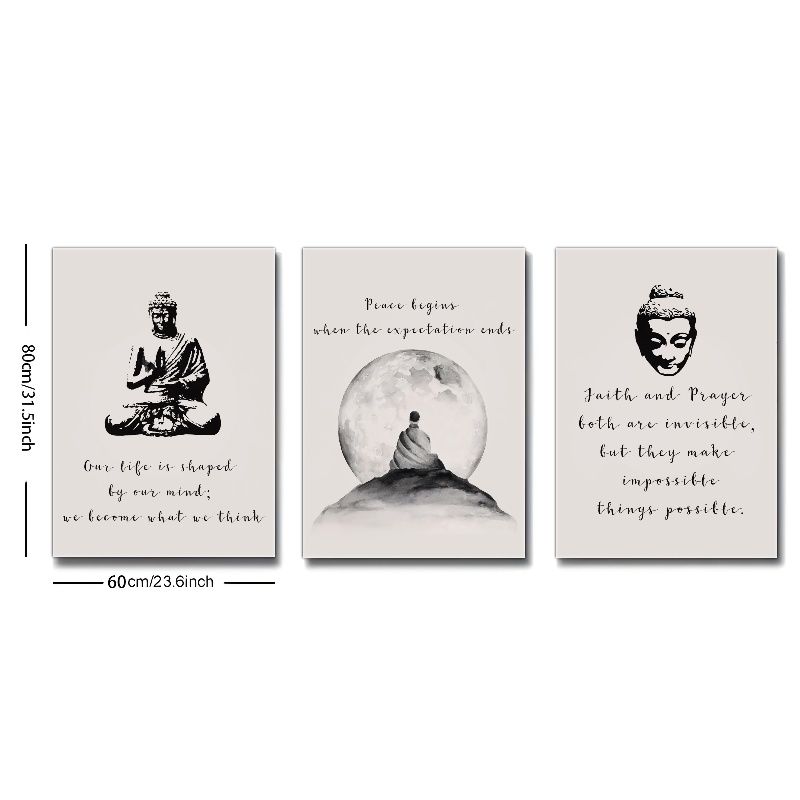 80cm/31.5inch
Our life is shaped
by our mind;
we become what we think
60cm/23.6inch
Peace begins
when the expectation ends
Faith and Prayer
both are invisible,
but they make
impossible
things possible.